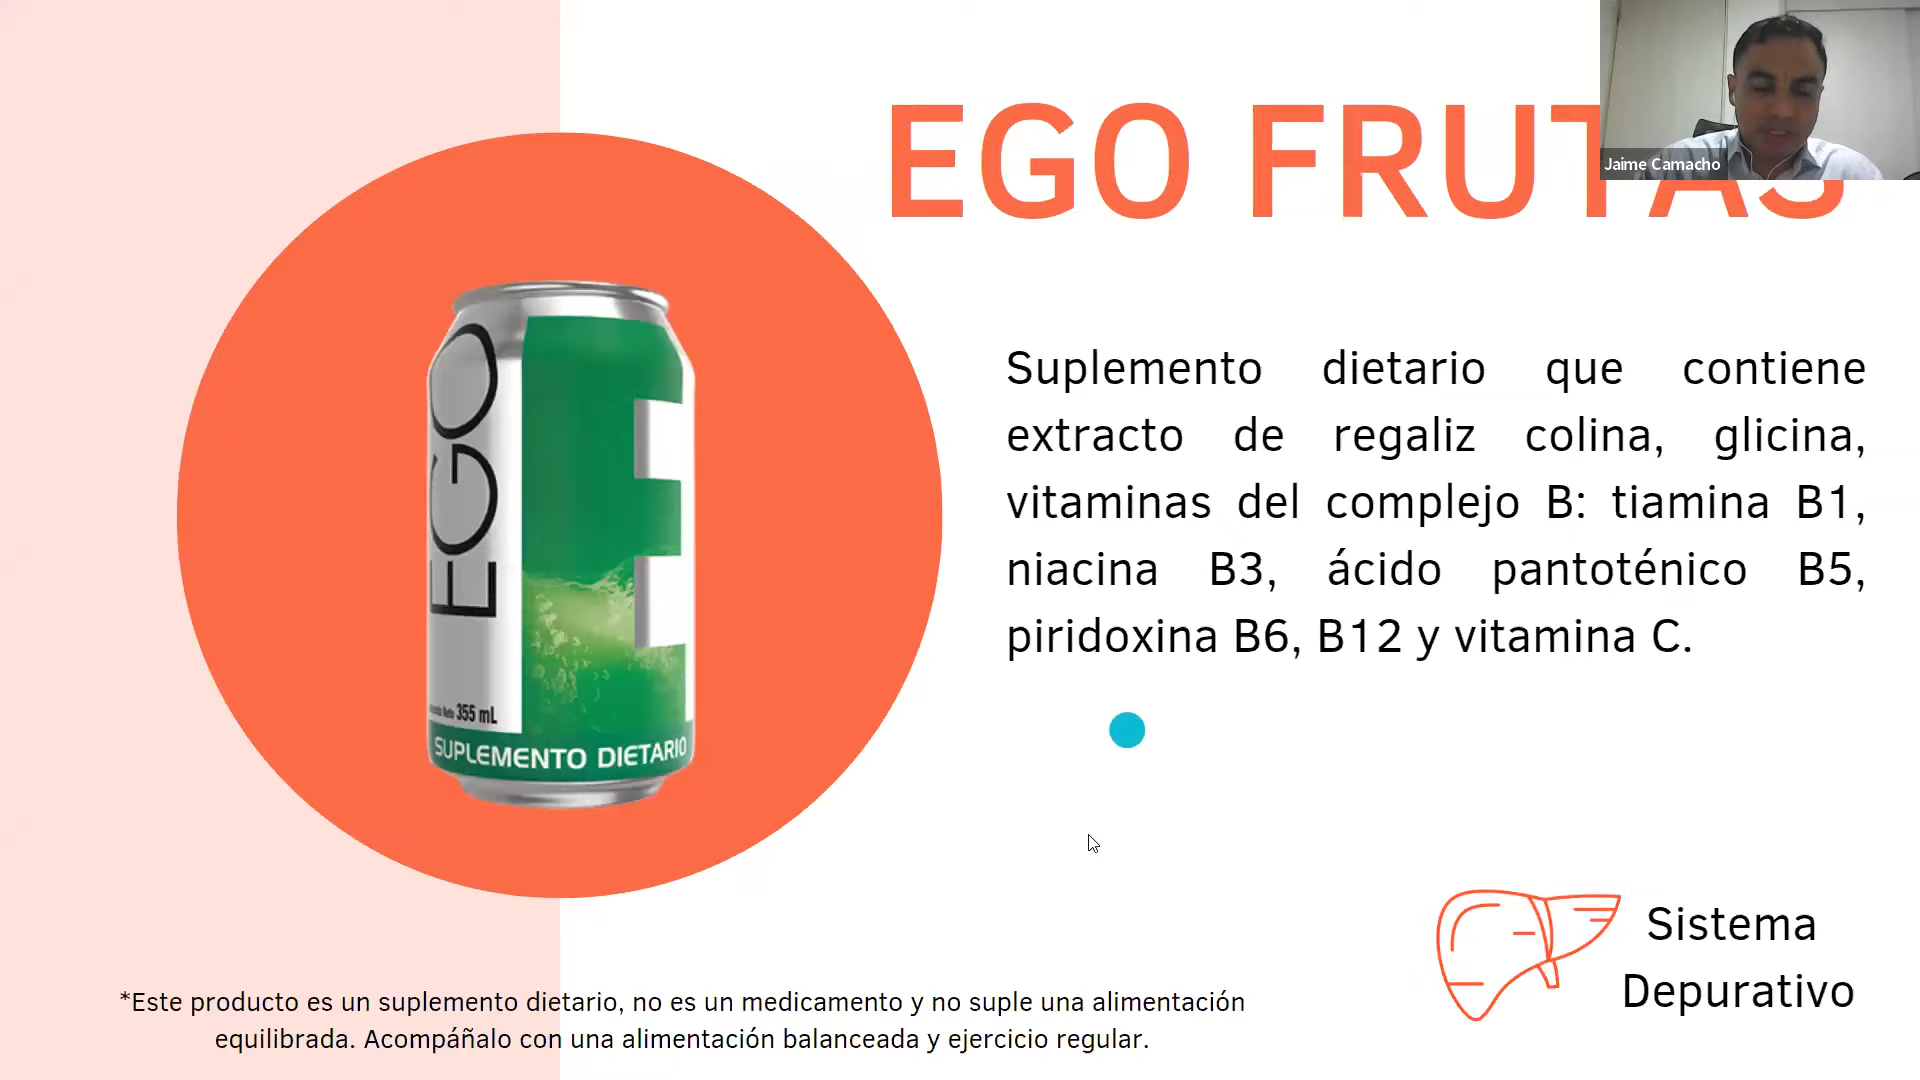 EGO FRUTAS
Jaime Camacho
EGO
E
355 mL
SUPLEMENTO DIETARIO
Suplemento dietario que contiene
extracto de regaliz colina, glicina,
vitaminas del complejo B: tiamina B1,
niacina B3, ácido pantoténico B5,
piridoxina B6, B12 y vitamina C.
Sistema
Depurativo
*Este producto es un suplemento dietario, no es un medicamento y no suple una alimentación
equilibrada. Acompáñalo con una alimentación balanceada y ejercicio regular.